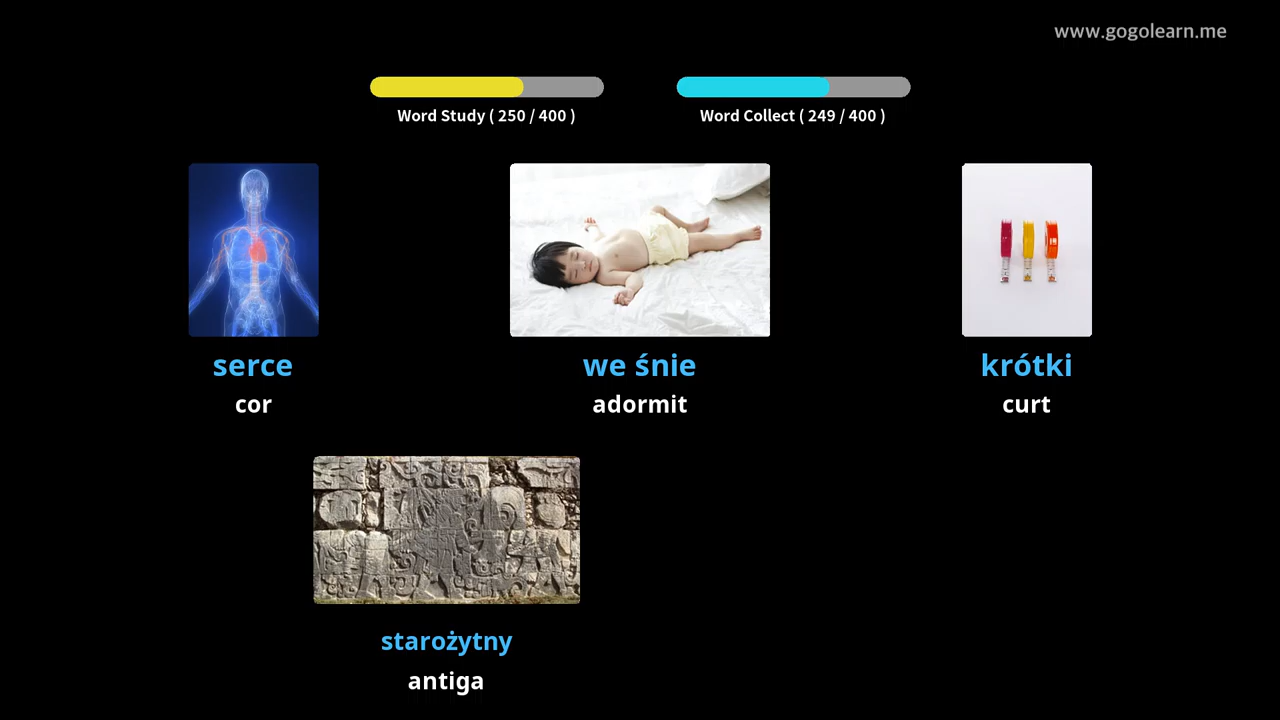 www.gogolearn.me
Word Study ( 250 / 400 )
Word Collect ( 249 / 400 )
serce
cor
we śnie
adormit
krótki
curt
starożytny
antiga